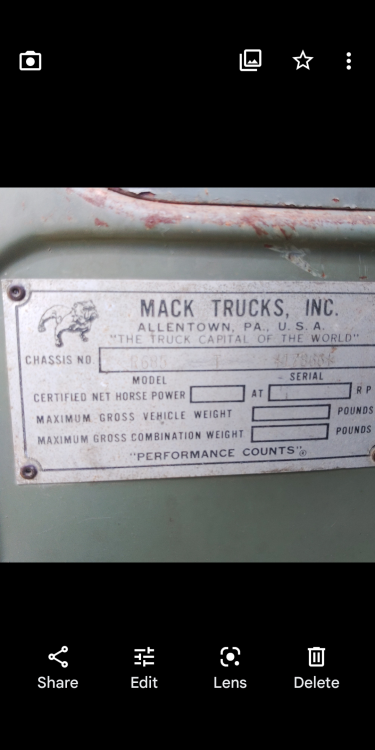 MACK TRUCKS, INC.
ALLENTOWN, PA., U. S. A.
"THE TRUCK CAPITAL OF THE WORLD"
CHASSIS NO.
MODEL SERIAL
CERTIFIED NET HORSE POWER AT R P
MAXIMUM GROSS VEHICLE WEIGHT POUNDS
MAXIMUM GROSS COMBINATION WEIGHT POUNDS
"PERFORMANCE COUNTS"®
Share Edit Lens Delete